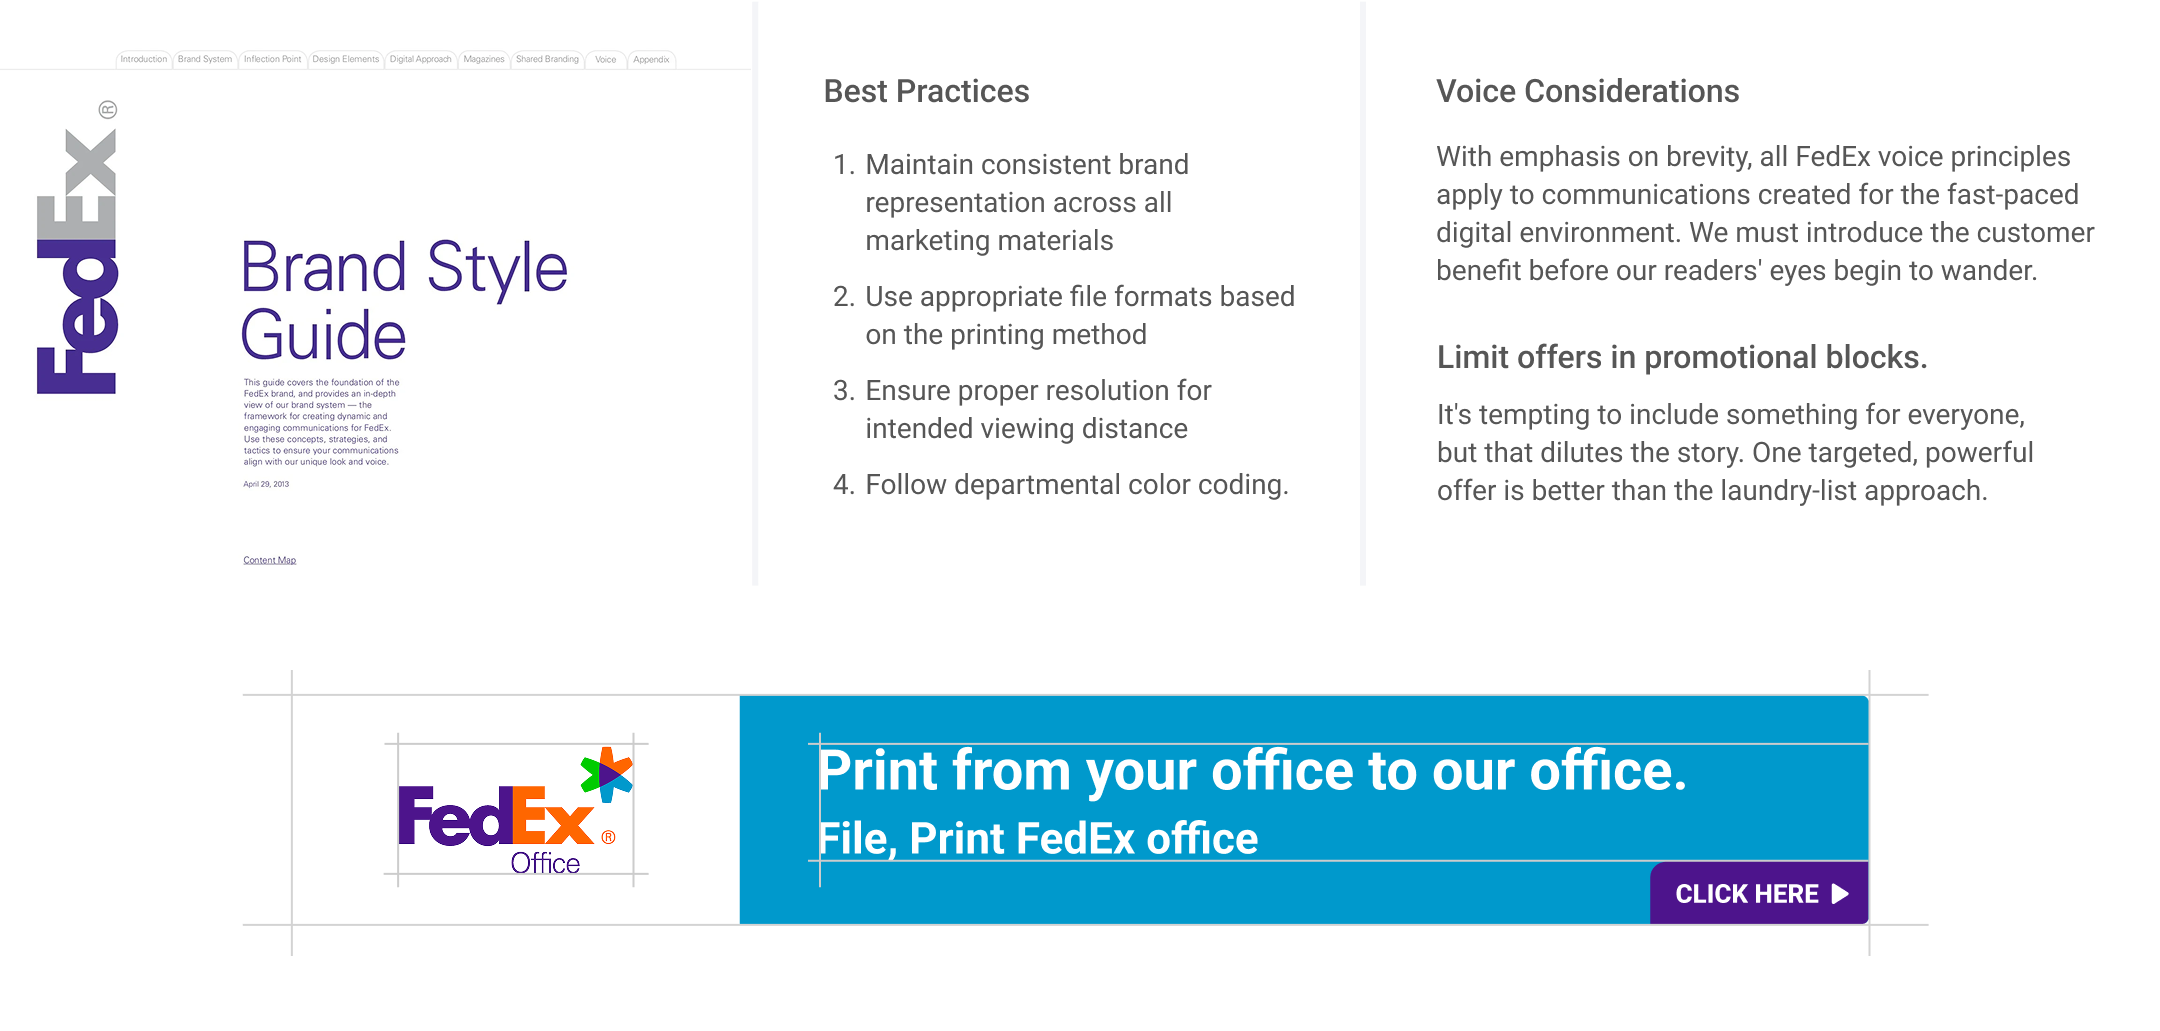 Introduction
Brand System
Inflection Point
Design Elements
Digital Approach
Magazines
Shared Branding
Voice
Appendix
FedEx®
Brand Style
Guide
This guide covers the foundation of the
FedEx brand, and provides an in-depth
view of our brand system — the
framework for creating dynamic and
engaging communications for FedEx.
Use these concepts, strategies, and
tactics to ensure your communications
align with our unique look and voice.
April 29, 2013
Content Map
Best Practices
1. Maintain consistent brand
representation across all
marketing materials
2. Use appropriate file formats based
on the printing method
3. Ensure proper resolution for
intended viewing distance
4. Follow departmental color coding.
Voice Considerations
With emphasis on brevity, all FedEx voice principles
apply to communications created for the fast-paced
digital environment. We must introduce the customer
benefit before our readers' eyes begin to wander.
Limit offers in promotional blocks.
It's tempting to include something for everyone,
but that dilutes the story. One targeted, powerful
offer is better than the laundry-list approach.
FedEx®
Office
Print from your office to our office.
File, Print FedEx office
CLICK HERE